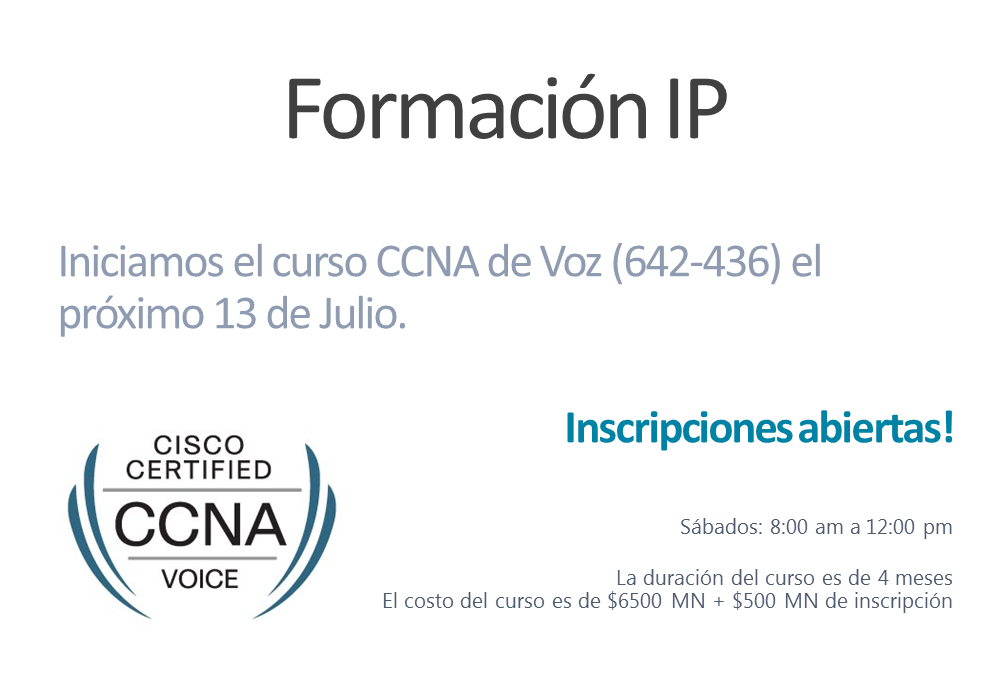 Formación IP
Iniciamos el curso CCNA de Voz (642-436) el
próximo 13 de Julio.
Inscripciones abiertas!
CISCO
CERTIFIED
CCNA
VOICE
Sábados: 8:00 am a 12:00 pm
La duración del curso es de 4 meses
El costo del curso es de $6500 MN + $500 MN de inscripción